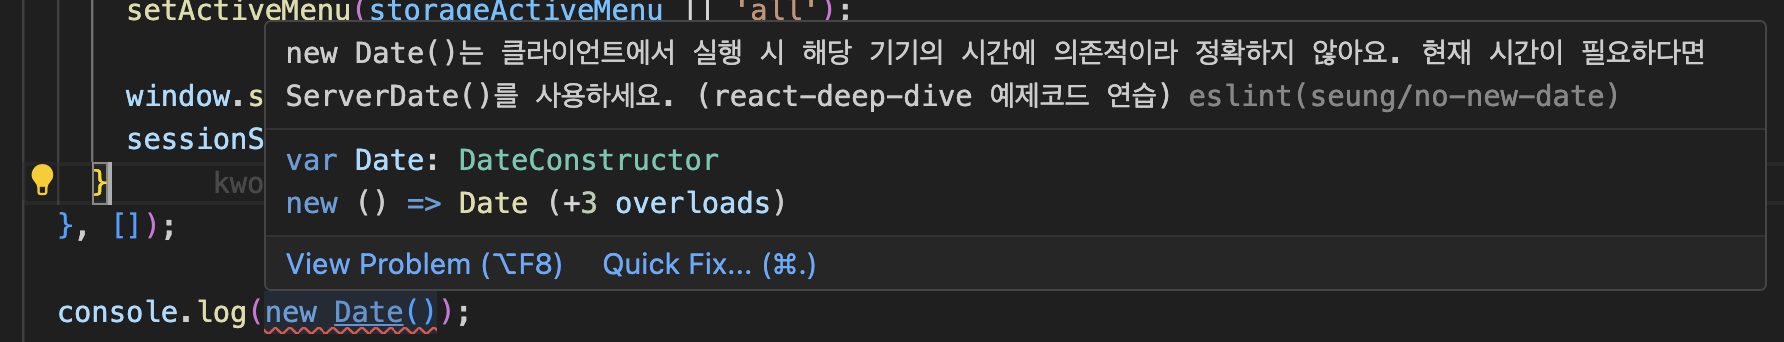 setActiveMenu(storageActiveMenu || 'all');
new Date()는 클라이언트에서 실행 시 해당 기기의 시간에 의존적이라 정확하지 않아요. 현재 시간이 필요하다면
window.s
ServerDate()를 사용하세요. (react-deep-dive 예제코드 연습) eslint(seung/no-new-date)
sessionS
var Date: DateConstructor
} kwo
new () => Date (+3 overloads)
}, []);
View Problem (⌥F8) Quick Fix... (⌘.)
console.log(new Date());